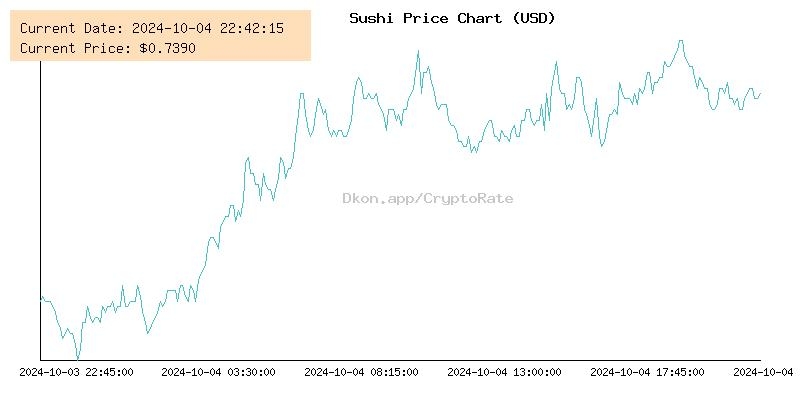 Sushi Price Chart (USD)
Current Date: 2024-10-04 22:42:15
Current Price: $0.7390
Dkon.app/CryptoRate
2024-10-03 22:45:00 2024-10-04 03:30:00 2024-10-04 08:15:00 2024-10-04 13:00:00 2024-10-04 17:45:00 2024-10-04